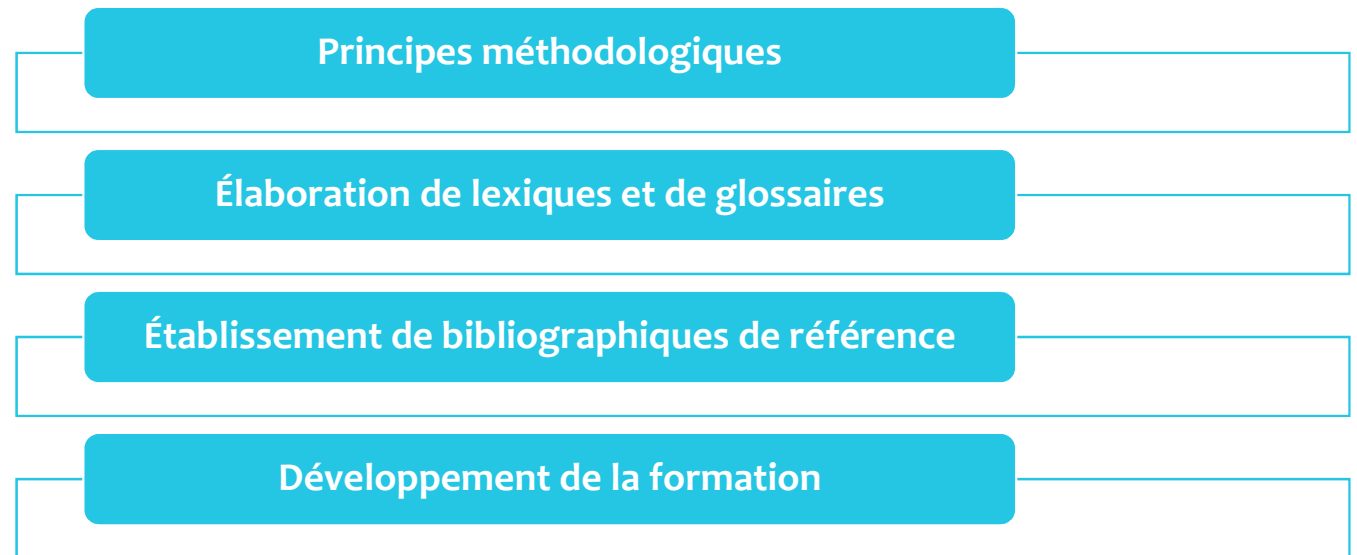 Principes méthodologiques
Élaboration de lexiques et de glossaires
Établissement de bibliographiques de référence
Développement de la formation